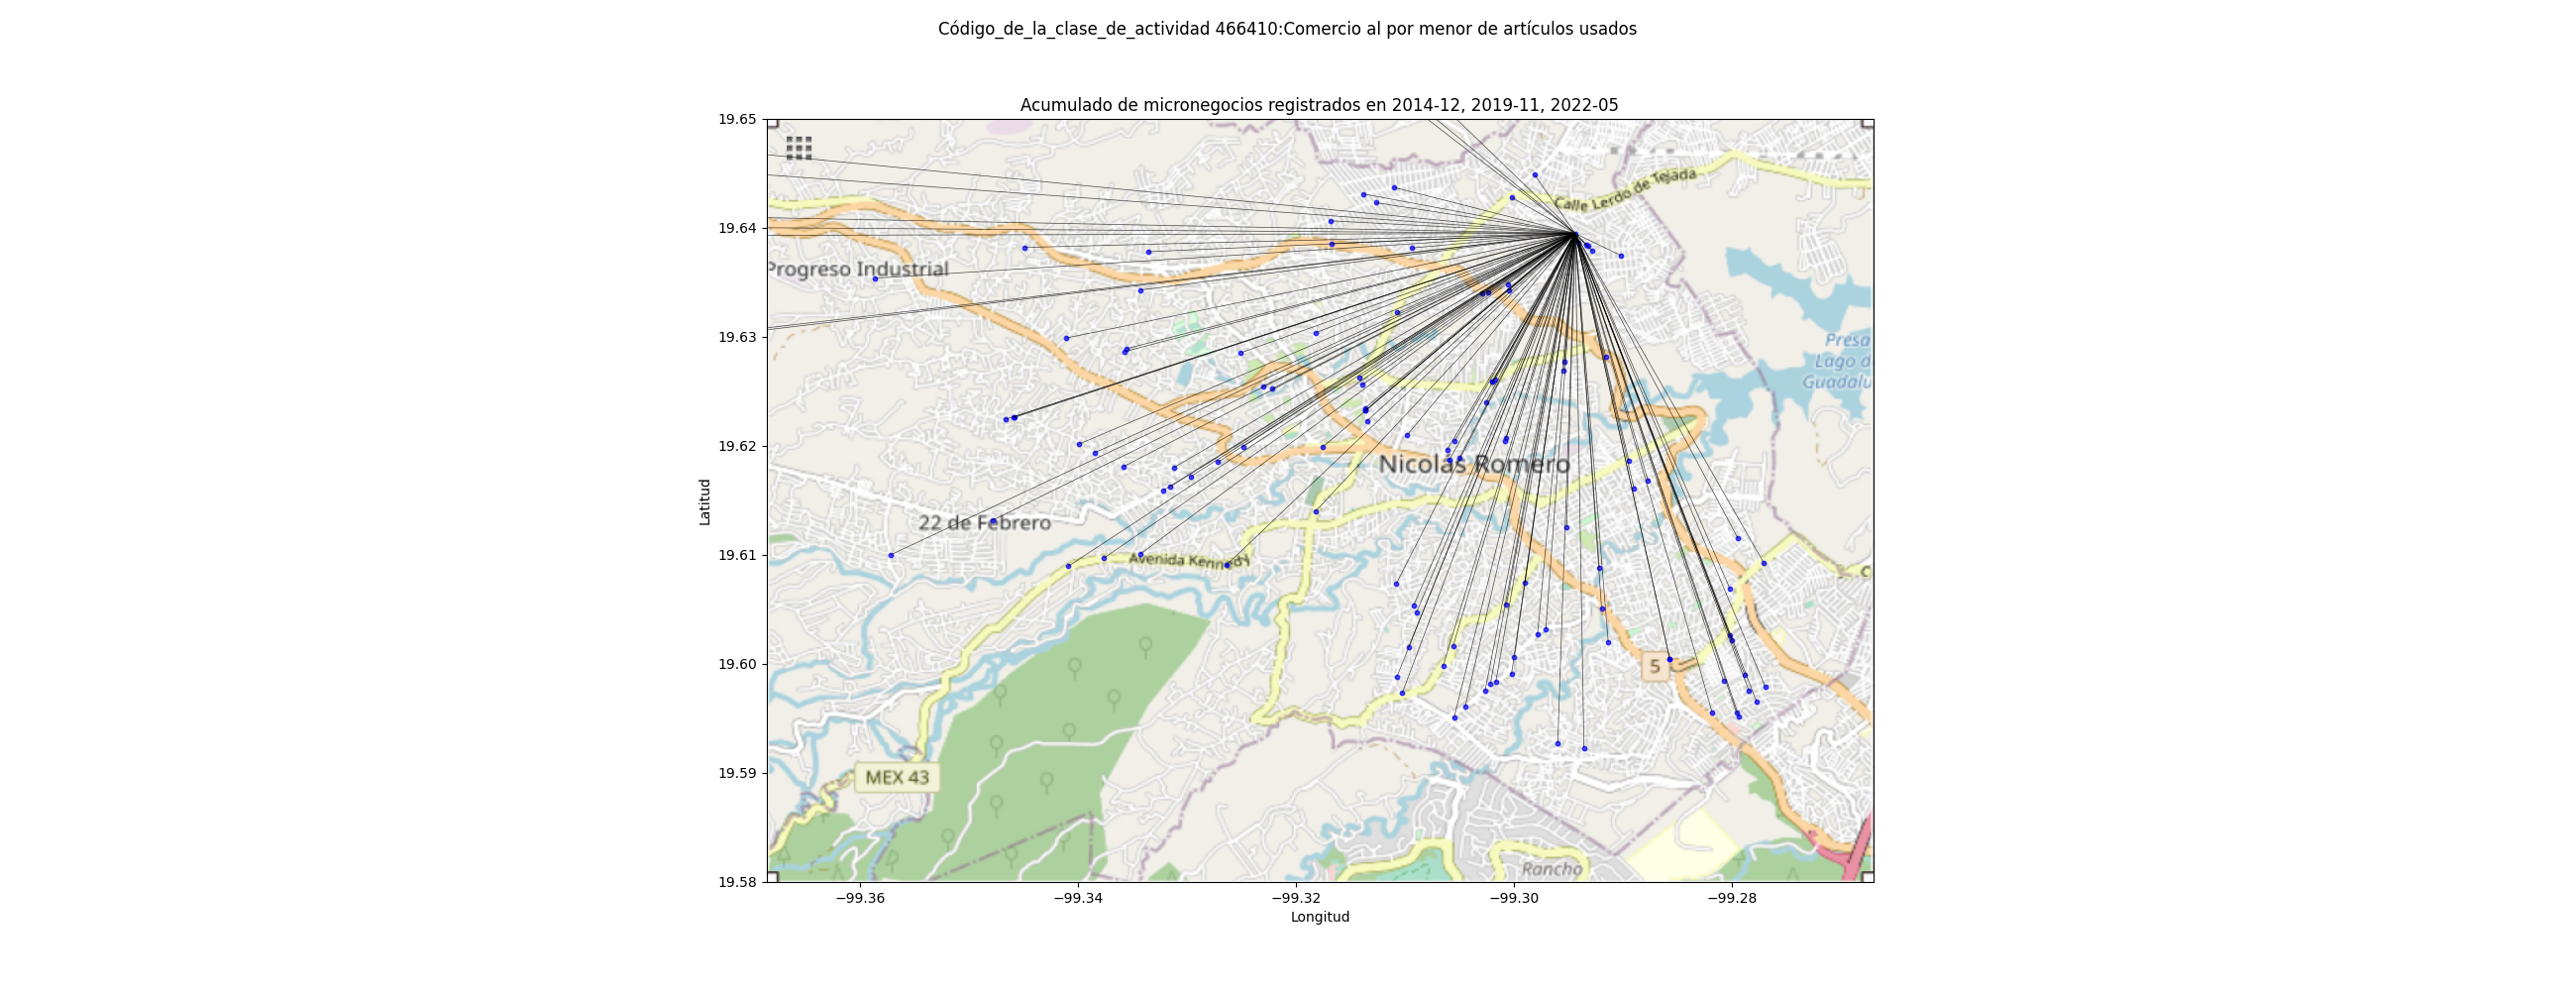 Código_de_la_clase_de_actividad 466410:Comercio al por menor de artículos usados
Acumulado de micronegocios registrados en 2014-12, 2019-11, 2022-05
19.65
19.64
19.63
19.62
19.61
19.60
19.59
19.58
Latitud
Calle Lerdo de Tejada
Progreso Industrial
Presa
Lago d
Guadalu
Nicolás Romero
22 de Febrero
Avenida Kennedy
C
5
MEX 43
Rancho
−99.36
−99.34
−99.32
−99.30
−99.28
Longitud